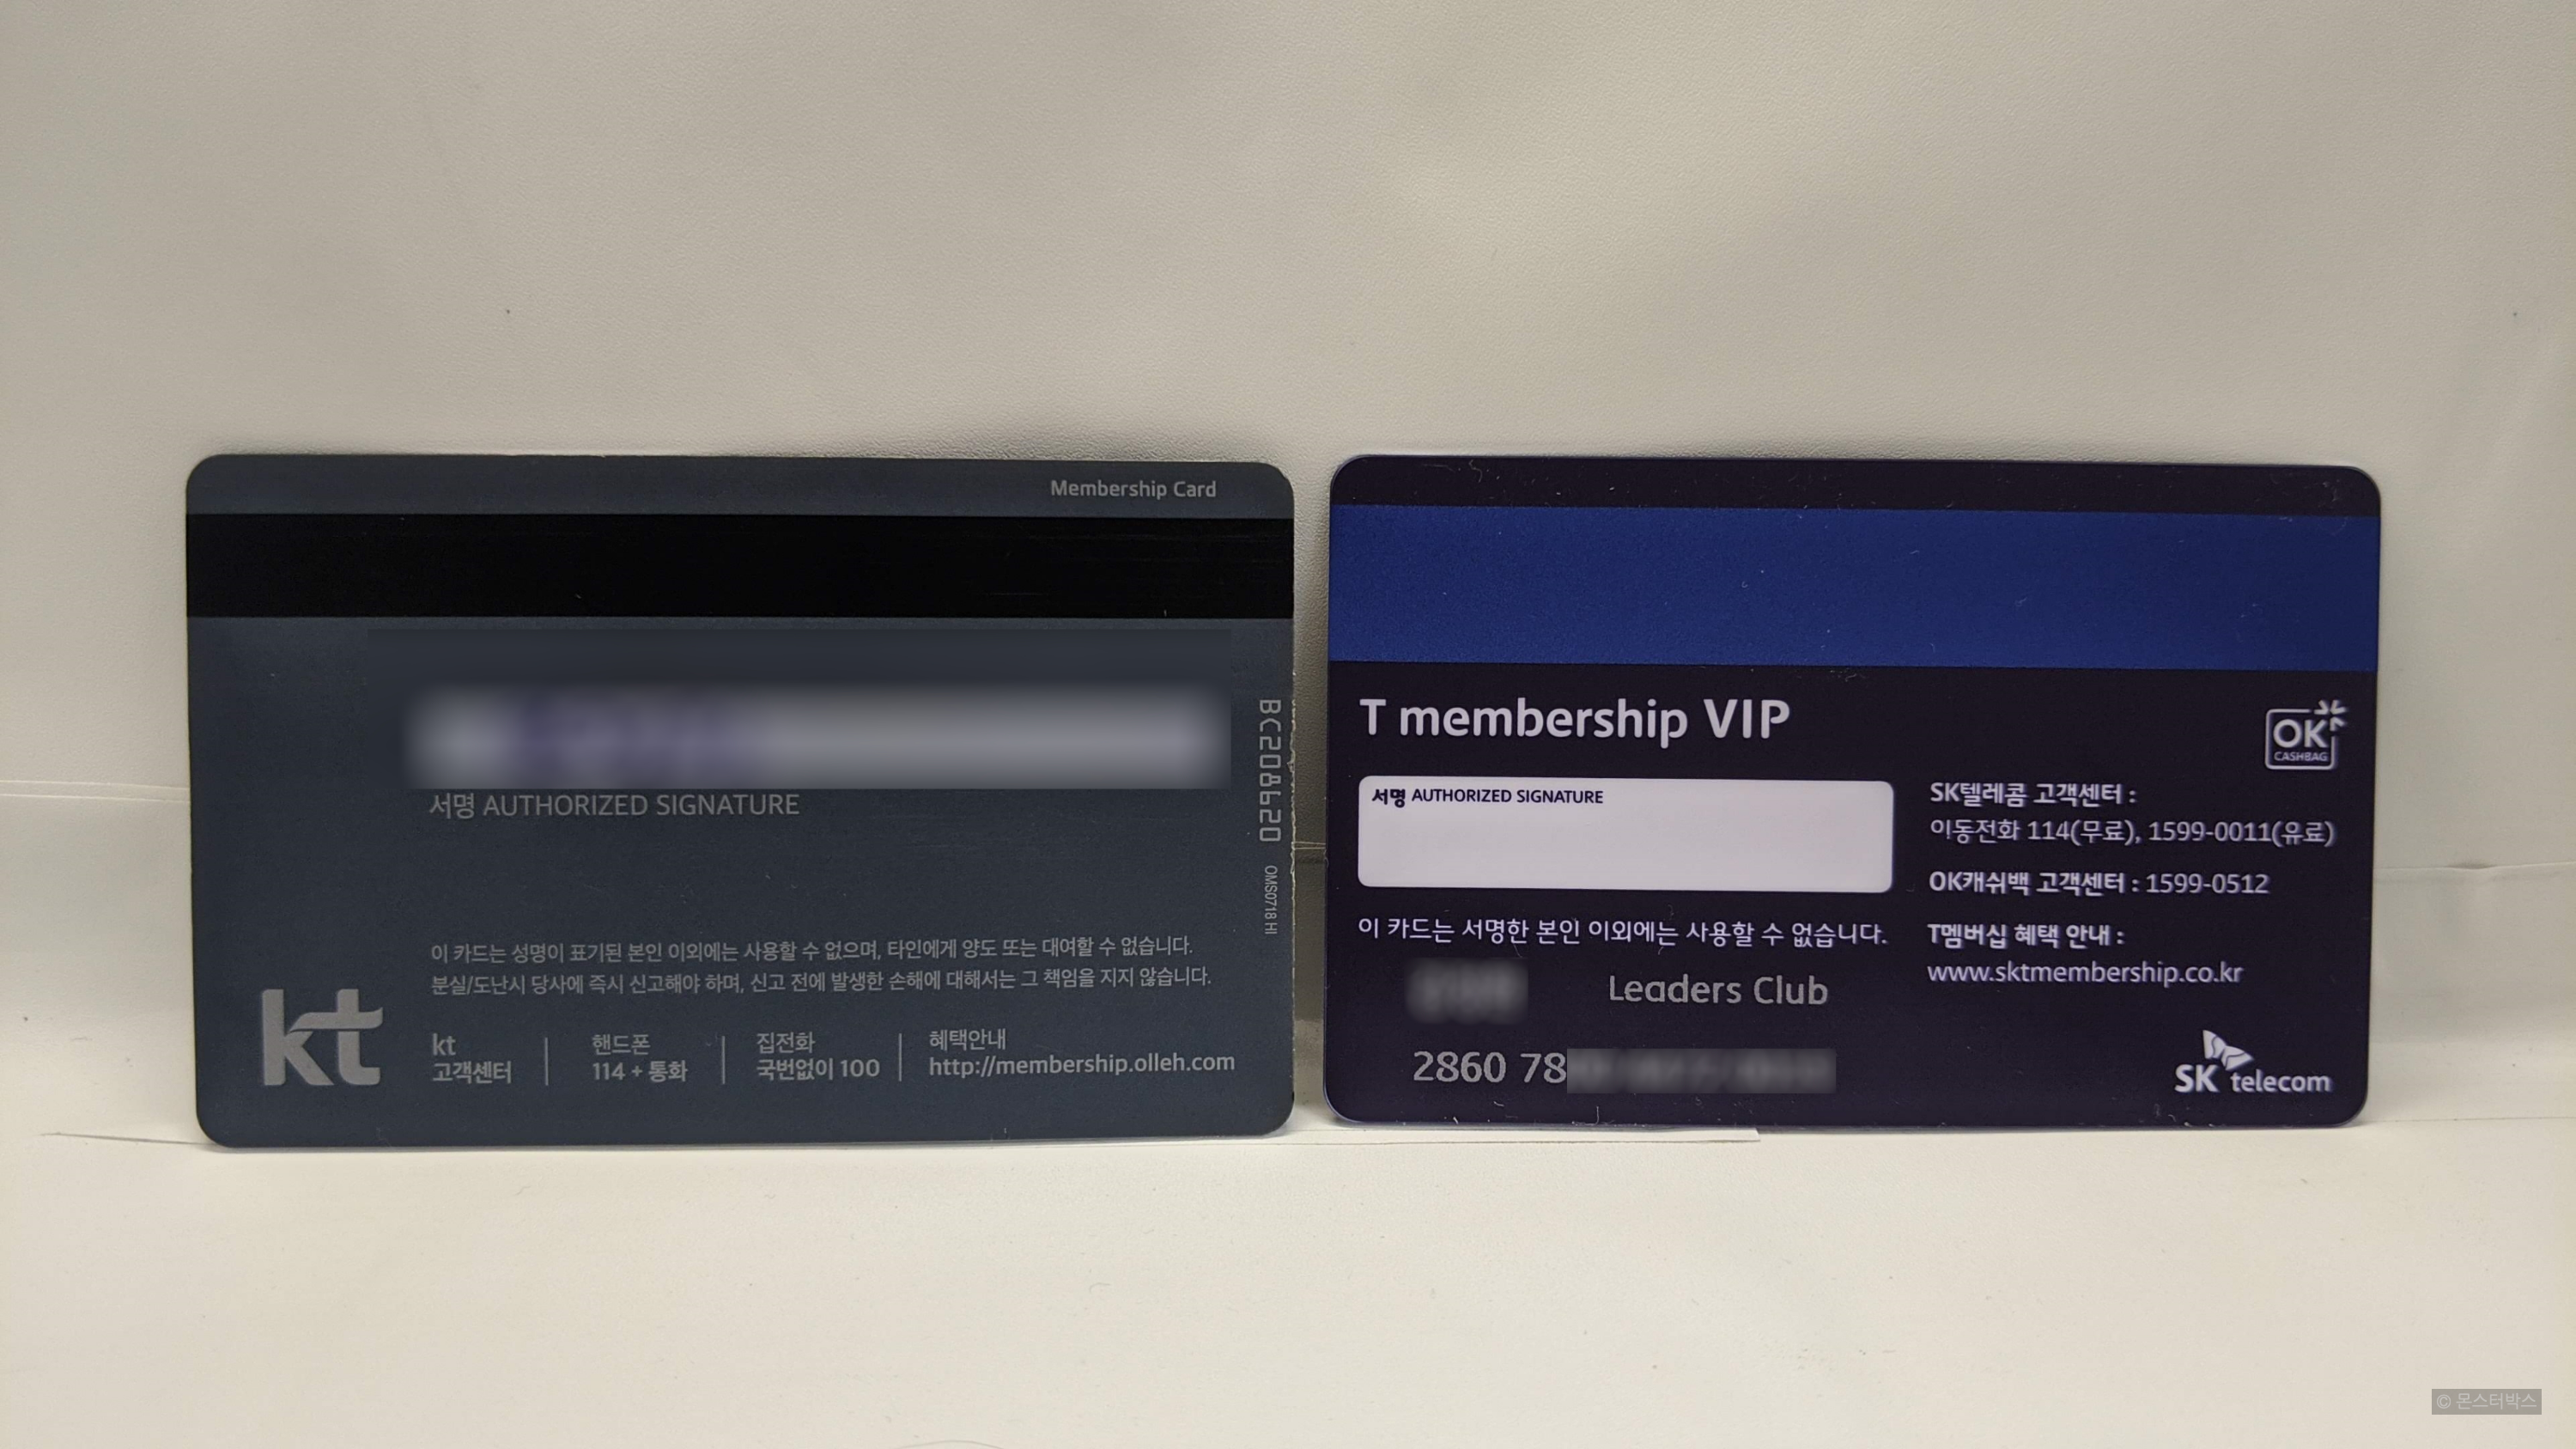 Membership Card
서명 AUTHORIZED SIGNATURE
BC208620
OMS0718 HI
이 카드는 성명이 표기된 본인 이외에는 사용할 수 없으며, 타인에게 양도 또는 대여할 수 없습니다.
분실/도난시 당사에 즉시 신고해야 하며, 신고 전에 발생한 손해에 대해서는 그 책임을 지지 않습니다.
kt
kt
고객센터
핸드폰
114 + 통화
집전화
국번없이 100
혜택안내
http://membership.olleh.com
T membership VIP
OK
CASHBAG
서명 AUTHORIZED SIGNATURE
이 카드는 서명한 본인 이외에는 사용할 수 없습니다.
Leaders Club
2860 78
SK텔레콤 고객센터 :
이동전화 114(무료), 1599-0011(유료)
OK캐쉬백 고객센터 : 1599-0512
T멤버십 혜택 안내 :
www.sktmembership.co.kr
SK telecom
© 몬스터박스